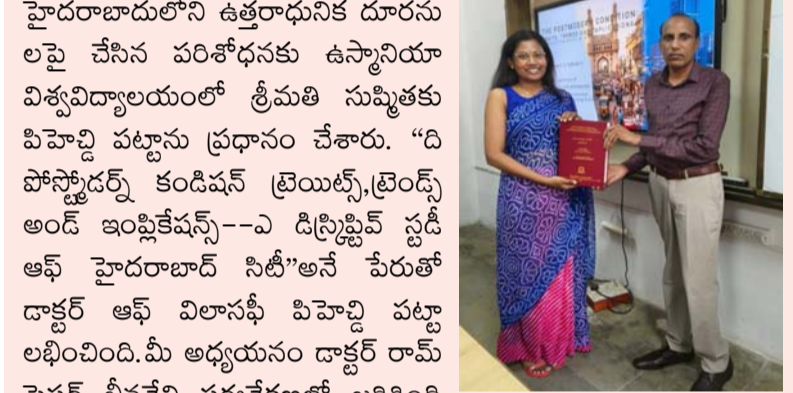 హైదరాబాదులోని ఉత్తరాధునిక దూరను
లపై చేసిన పరిశోధనకు ఉస్మానియా
విశ్వవిద్యాలయంలో శ్రీమతి సుష్మితకు
పిహెచ్డి పట్టాను ప్రధానం చేశారు. “ది
పోస్ట్మోడర్న్ కండిషన్ ట్రెయిట్స్,ట్రెండ్స్
అండ్ ఇంప్లికేషన్స్--ఎ డిస్క్రిప్టివ్ స్టడీ
ఆఫ్ హైదరాబాద్ సిటీ”అనే పేరుతో
డాక్టర్ ఆఫ్ విలాసఫీ పిహెచ్డి పట్టా
లభించింది.మీ అధ్యయనం డాక్టర్ రామ్
THE POSTMODERN CONDITION